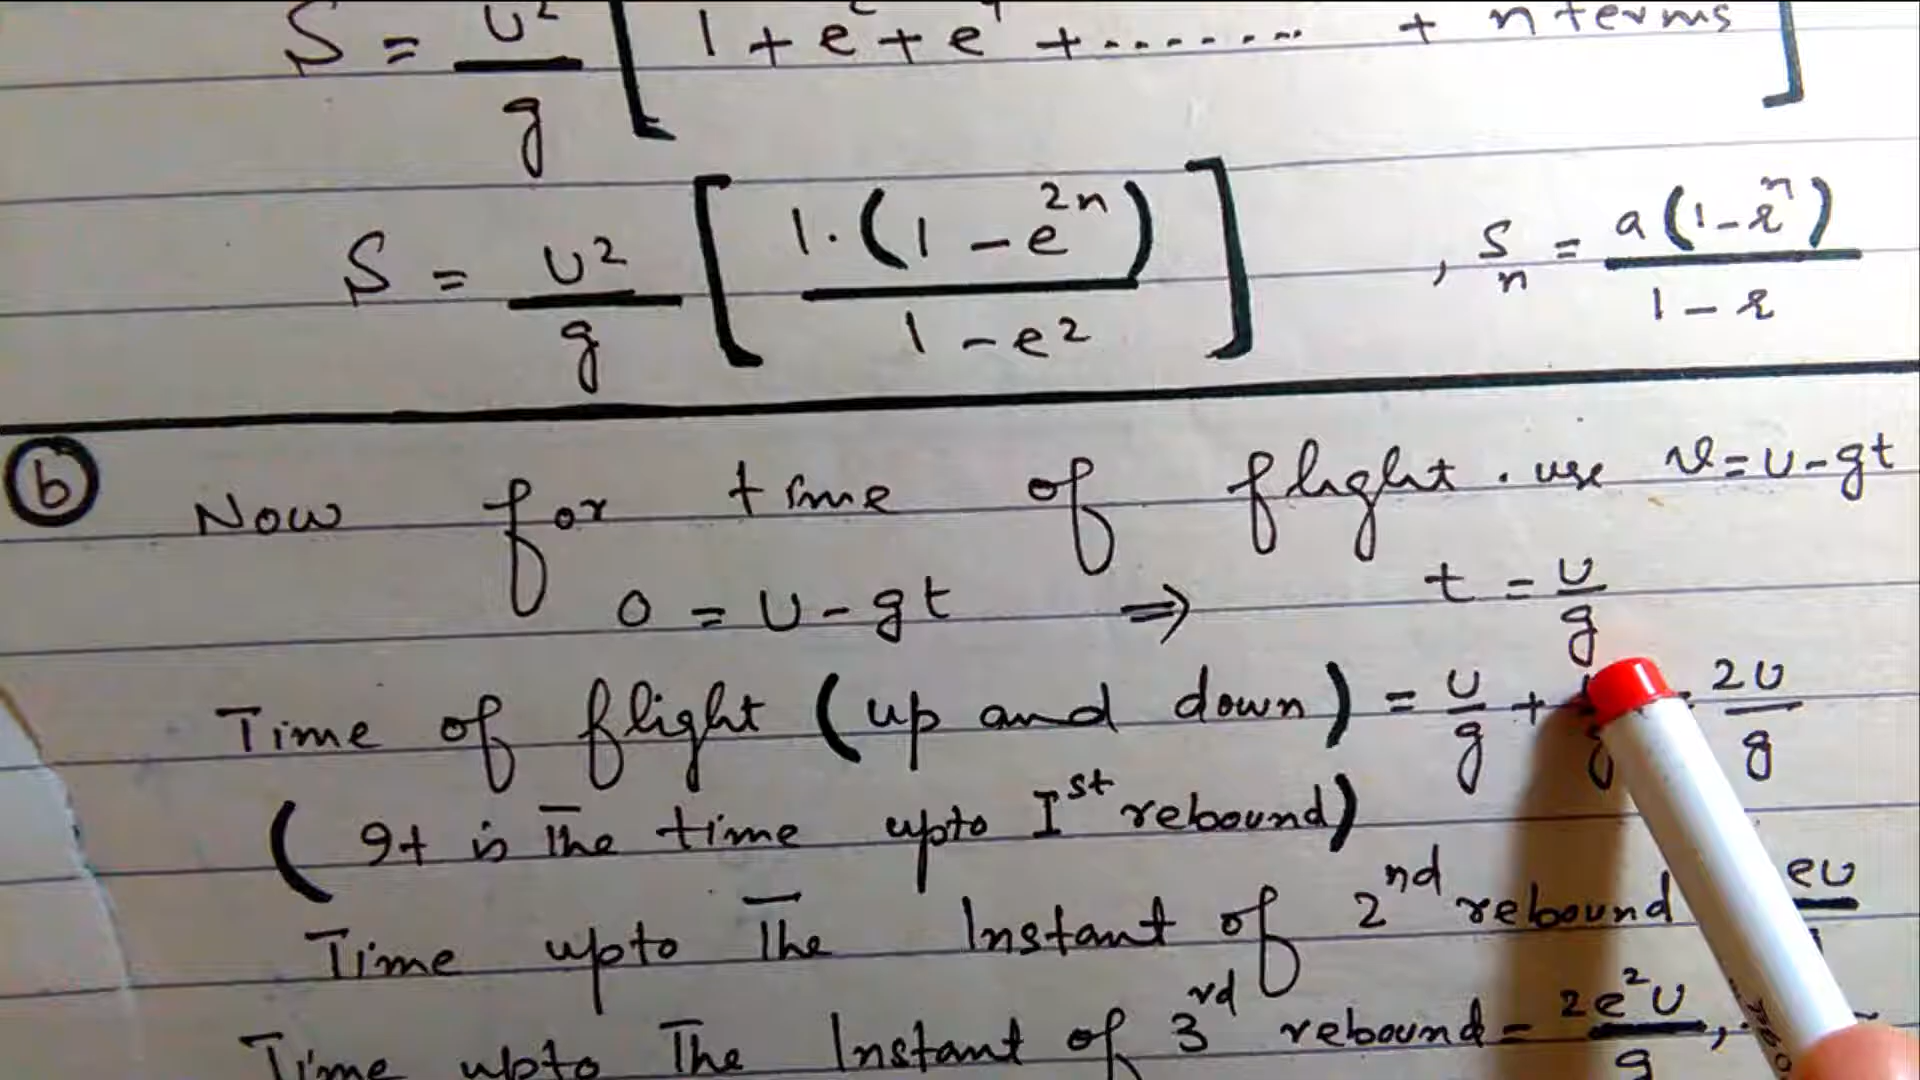 S = U²/g [ 1 + e² + e⁴ + ....... + n terms ]
S = U²/g [ 1.(1 - e²ⁿ) / 1 - e² ] , Sₙ = a(1 - rⁿ) / 1 - r
(b) Now for time of flight. use v = U - gt
0 = U - gt ⇒ t = U/g
Time of flight (up and down) = U/g + = 2U/g
( It is the time upto Iˢᵗ rebound)
Time upto The Instant of 2ⁿᵈ rebound eU
Time upto The Instant of 3ʳᵈ rebound = 2e²U/g ,